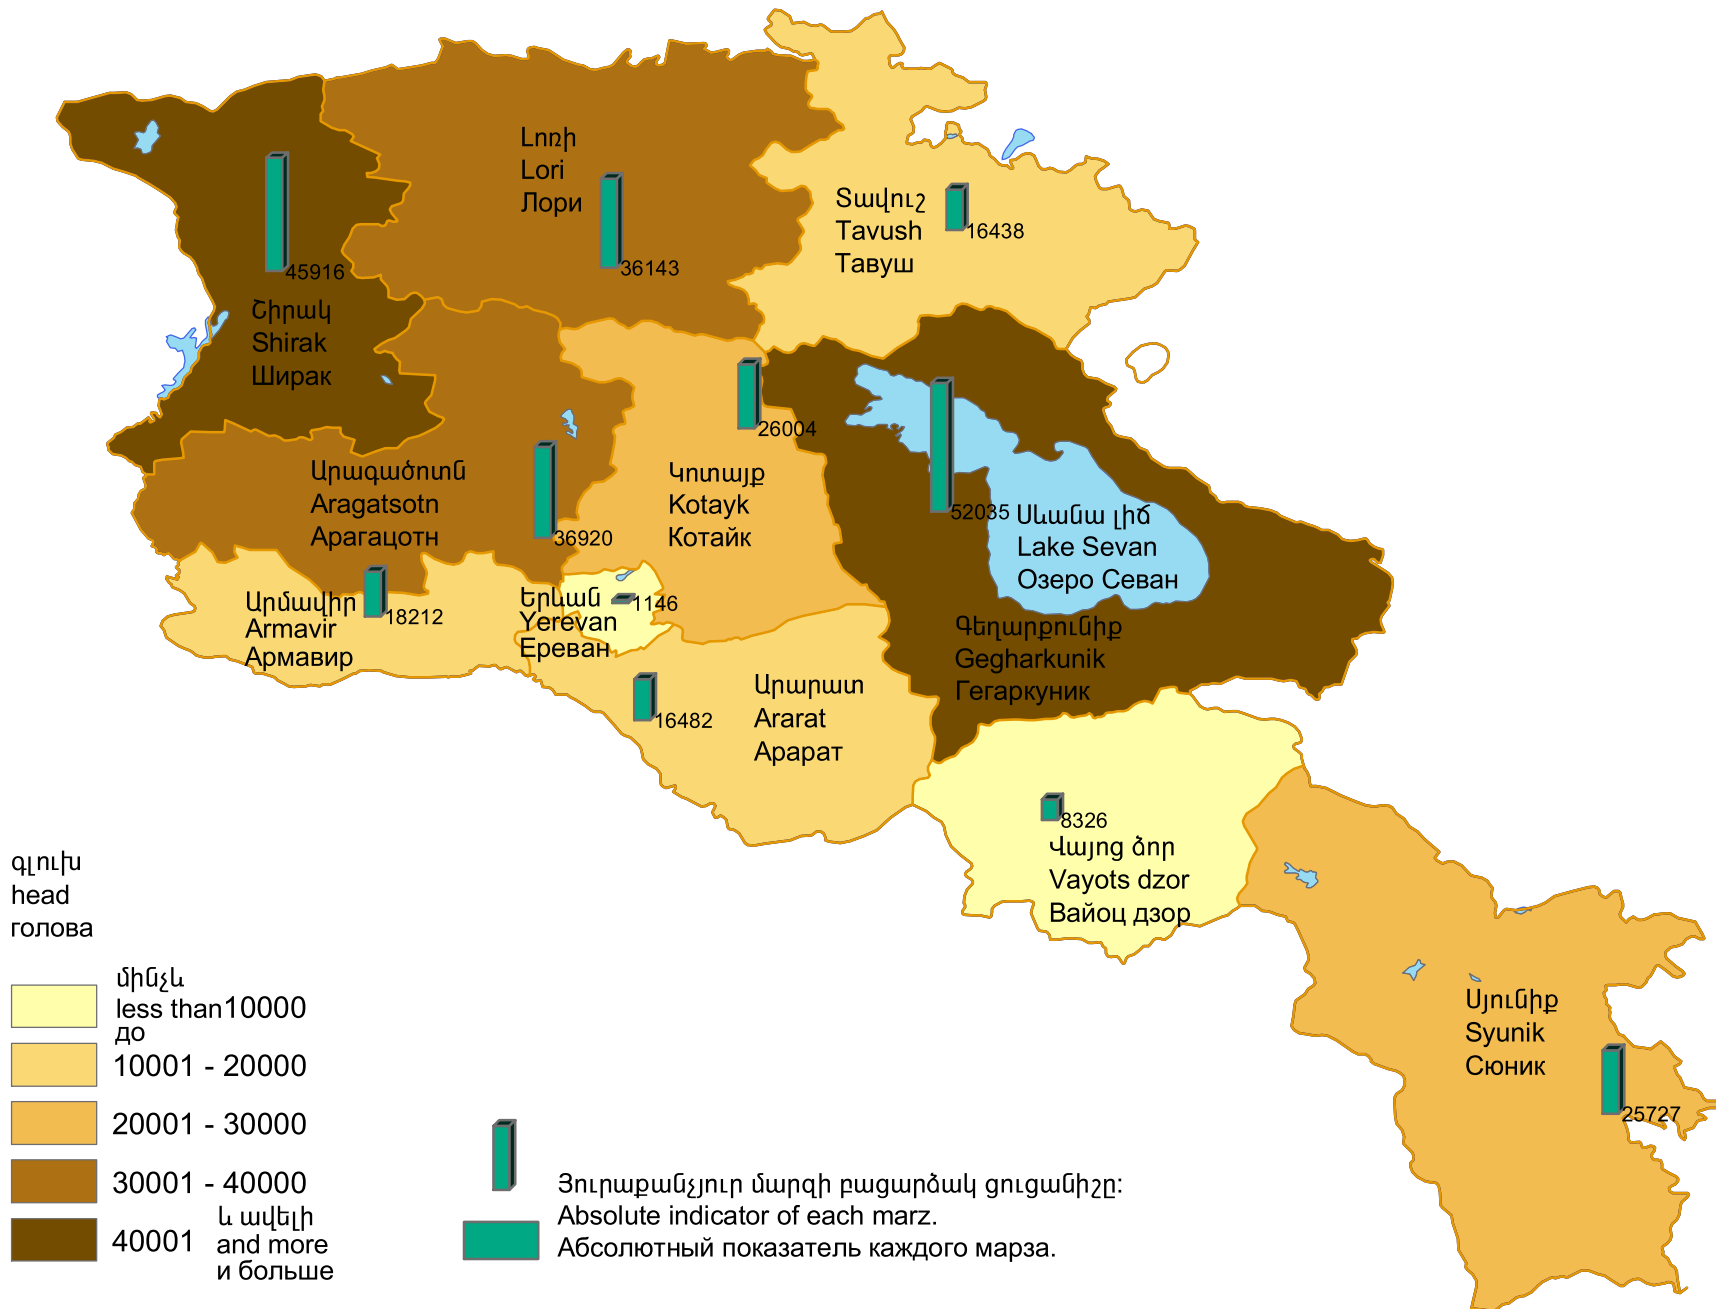 Լոռի
Lori
Лори
36143
Տավուշ
Tavush
Тавуш
16438
45916
Շիրակ
Shirak
Ширак
26004
Արագածոտն
Aragatsotn
Арагацотн
36920
Կոտայք
Kotayk
Котайк
52035
Սևանա լիճ
Lake Sevan
Озеро Севан
Արմավիր
Armavir
Армавир
18212
Երևան
Yerevan
Ереван
1146
Գեղարքունիք
Gegharkunik
Гегаркуник
16482
Արարատ
Ararat
Арарат
8326
Վայոց ձոր
Vayots dzor
Вайоц дзор
Սյունիք
Syunik
Сюник
25727
գլուխ
head
голова
մինչև
less than 10000
до
10001 - 20000
20001 - 30000
30001 - 40000
40001
և ավելի
and more
и больше
Յուրաքանչյուր մարզի բացարձակ ցուցանիշը:
Absolute indicator of each marz.
Абсолютный показатель каждого марза.